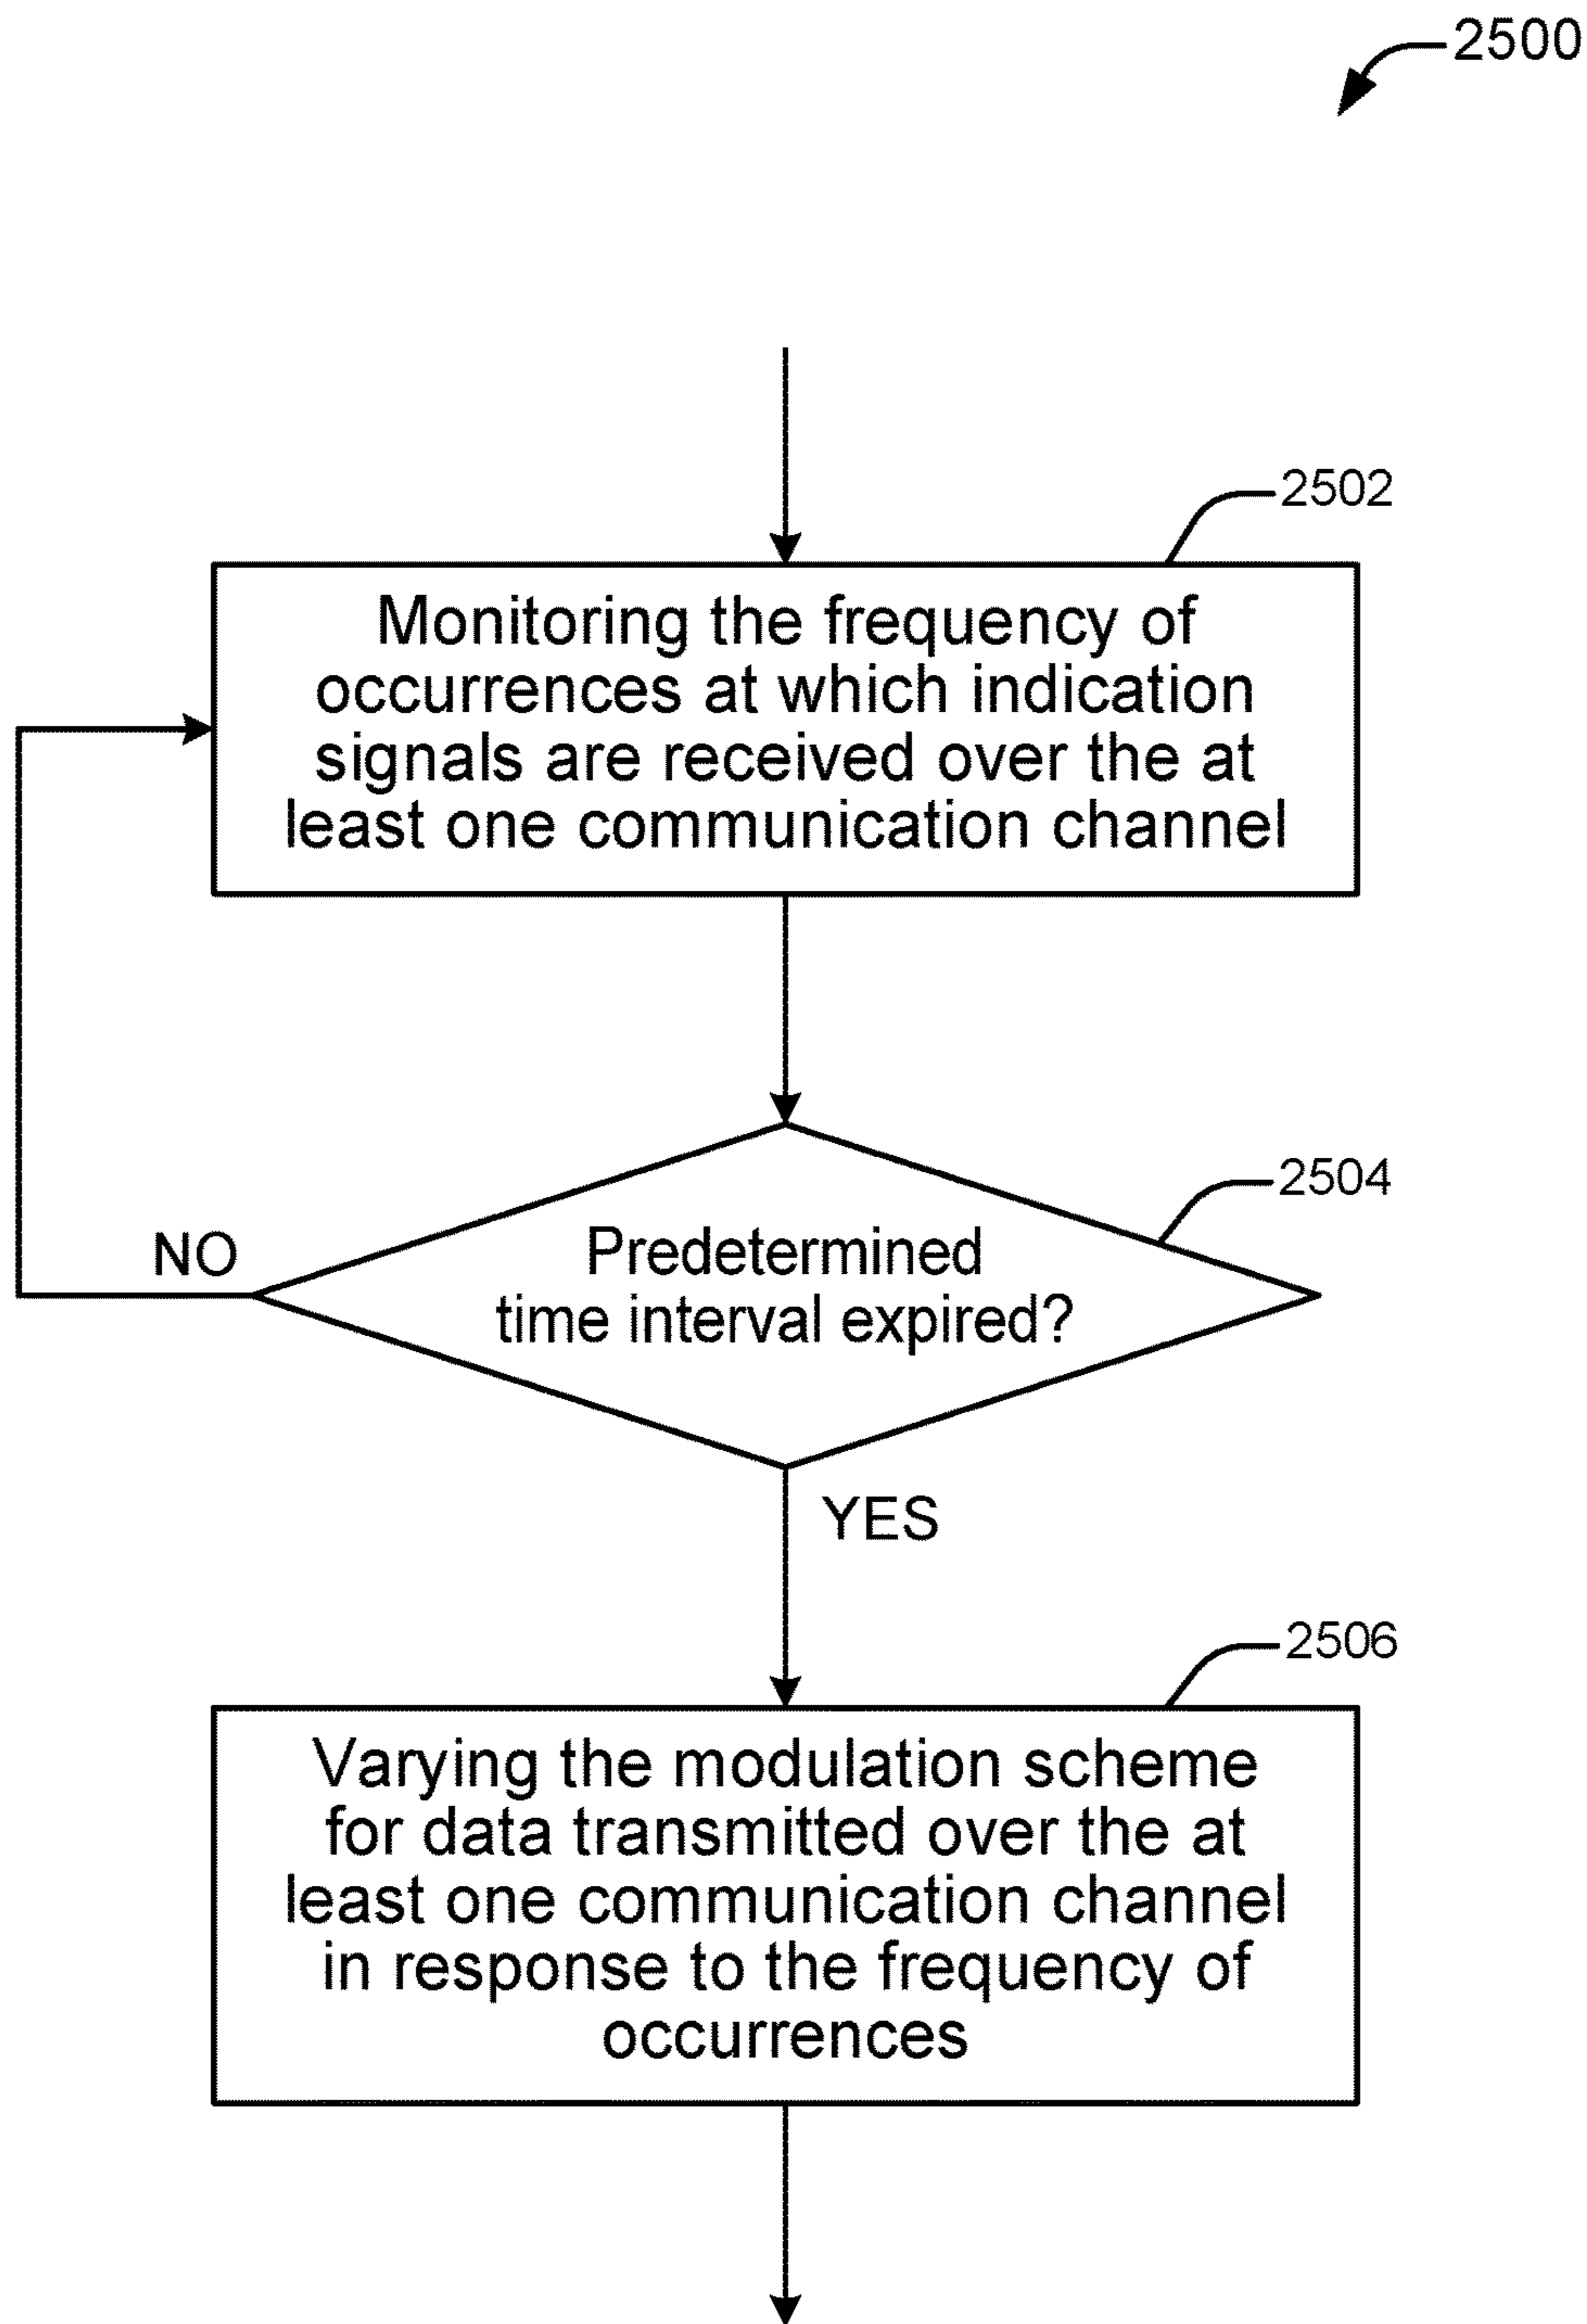 2500
2502
Monitoring the frequency of
occurrences at which indication
signals are received over the at
least one communication channel
2504
NO
Predetermined
time interval expired?
YES
2506
Varying the modulation scheme
for data transmitted over the at
least one communication channel
in response to the frequency of
occurrences